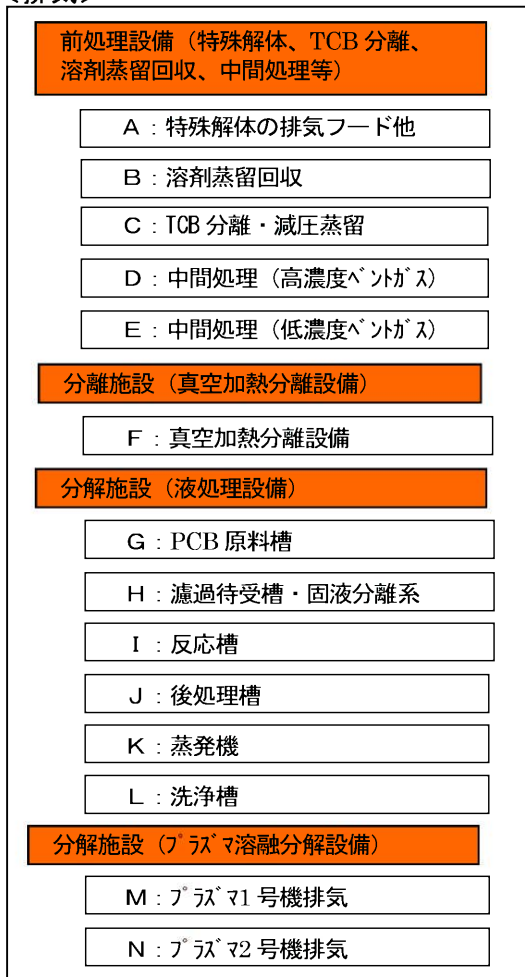 前処理設備（特殊解体、TCB 分離、
溶剤蒸留回収、中間処理等）
A：特殊解体の排気フード他
B：溶剤蒸留回収
C：TCB 分離・減圧蒸留
D：中間処理（高濃度ﾍﾞﾝﾄｶﾞｽ）
E：中間処理（低濃度ﾍﾞﾝﾄｶﾞｽ）
分離施設（真空加熱分離設備）
F：真空加熱分離設備
分解施設（液処理設備）
G：PCB 原料槽
H：濾過待受槽・固液分離系
I：反応槽
J：後処理槽
K：蒸発機
L：洗浄槽
分解施設（ﾌﾟﾗｽﾞﾏ溶融分解設備）
M：ﾌﾟﾗｽﾞﾏ1 号機排気
N：ﾌﾟﾗｽﾞﾏ2 号機排気